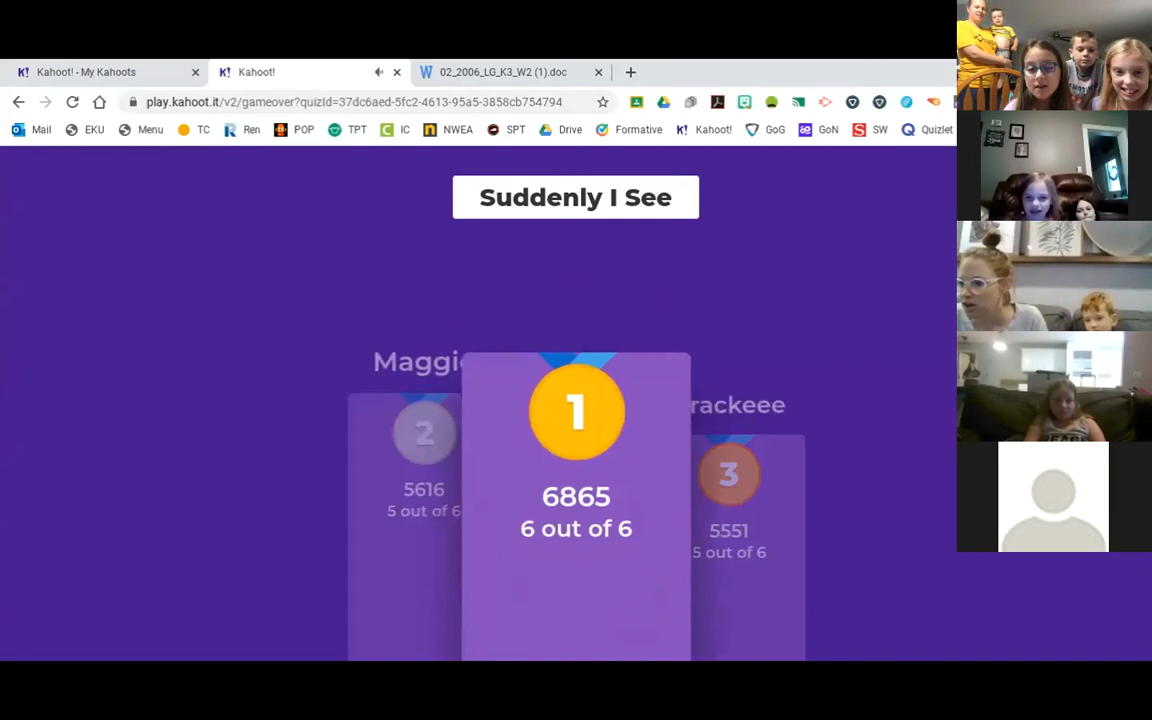 Kahoot! - My Kahoots
Kahoot!
02_2006_LG_K3_W2 (1).doc
play.kahoot.it/v2/gameover?quizId=37dc6aed-5fc2-4613-95a5-3858cb754794
Mail EKU Menu TC Ren POP TPT IC NWEA SPT Drive Formative Kahoot! GoG GoN SW Quizlet
Suddenly I See
Maggie
rackeee
1
2
3
6865
6 out of 6
5616
5 out of 6
5551
5 out of 6
PEACE